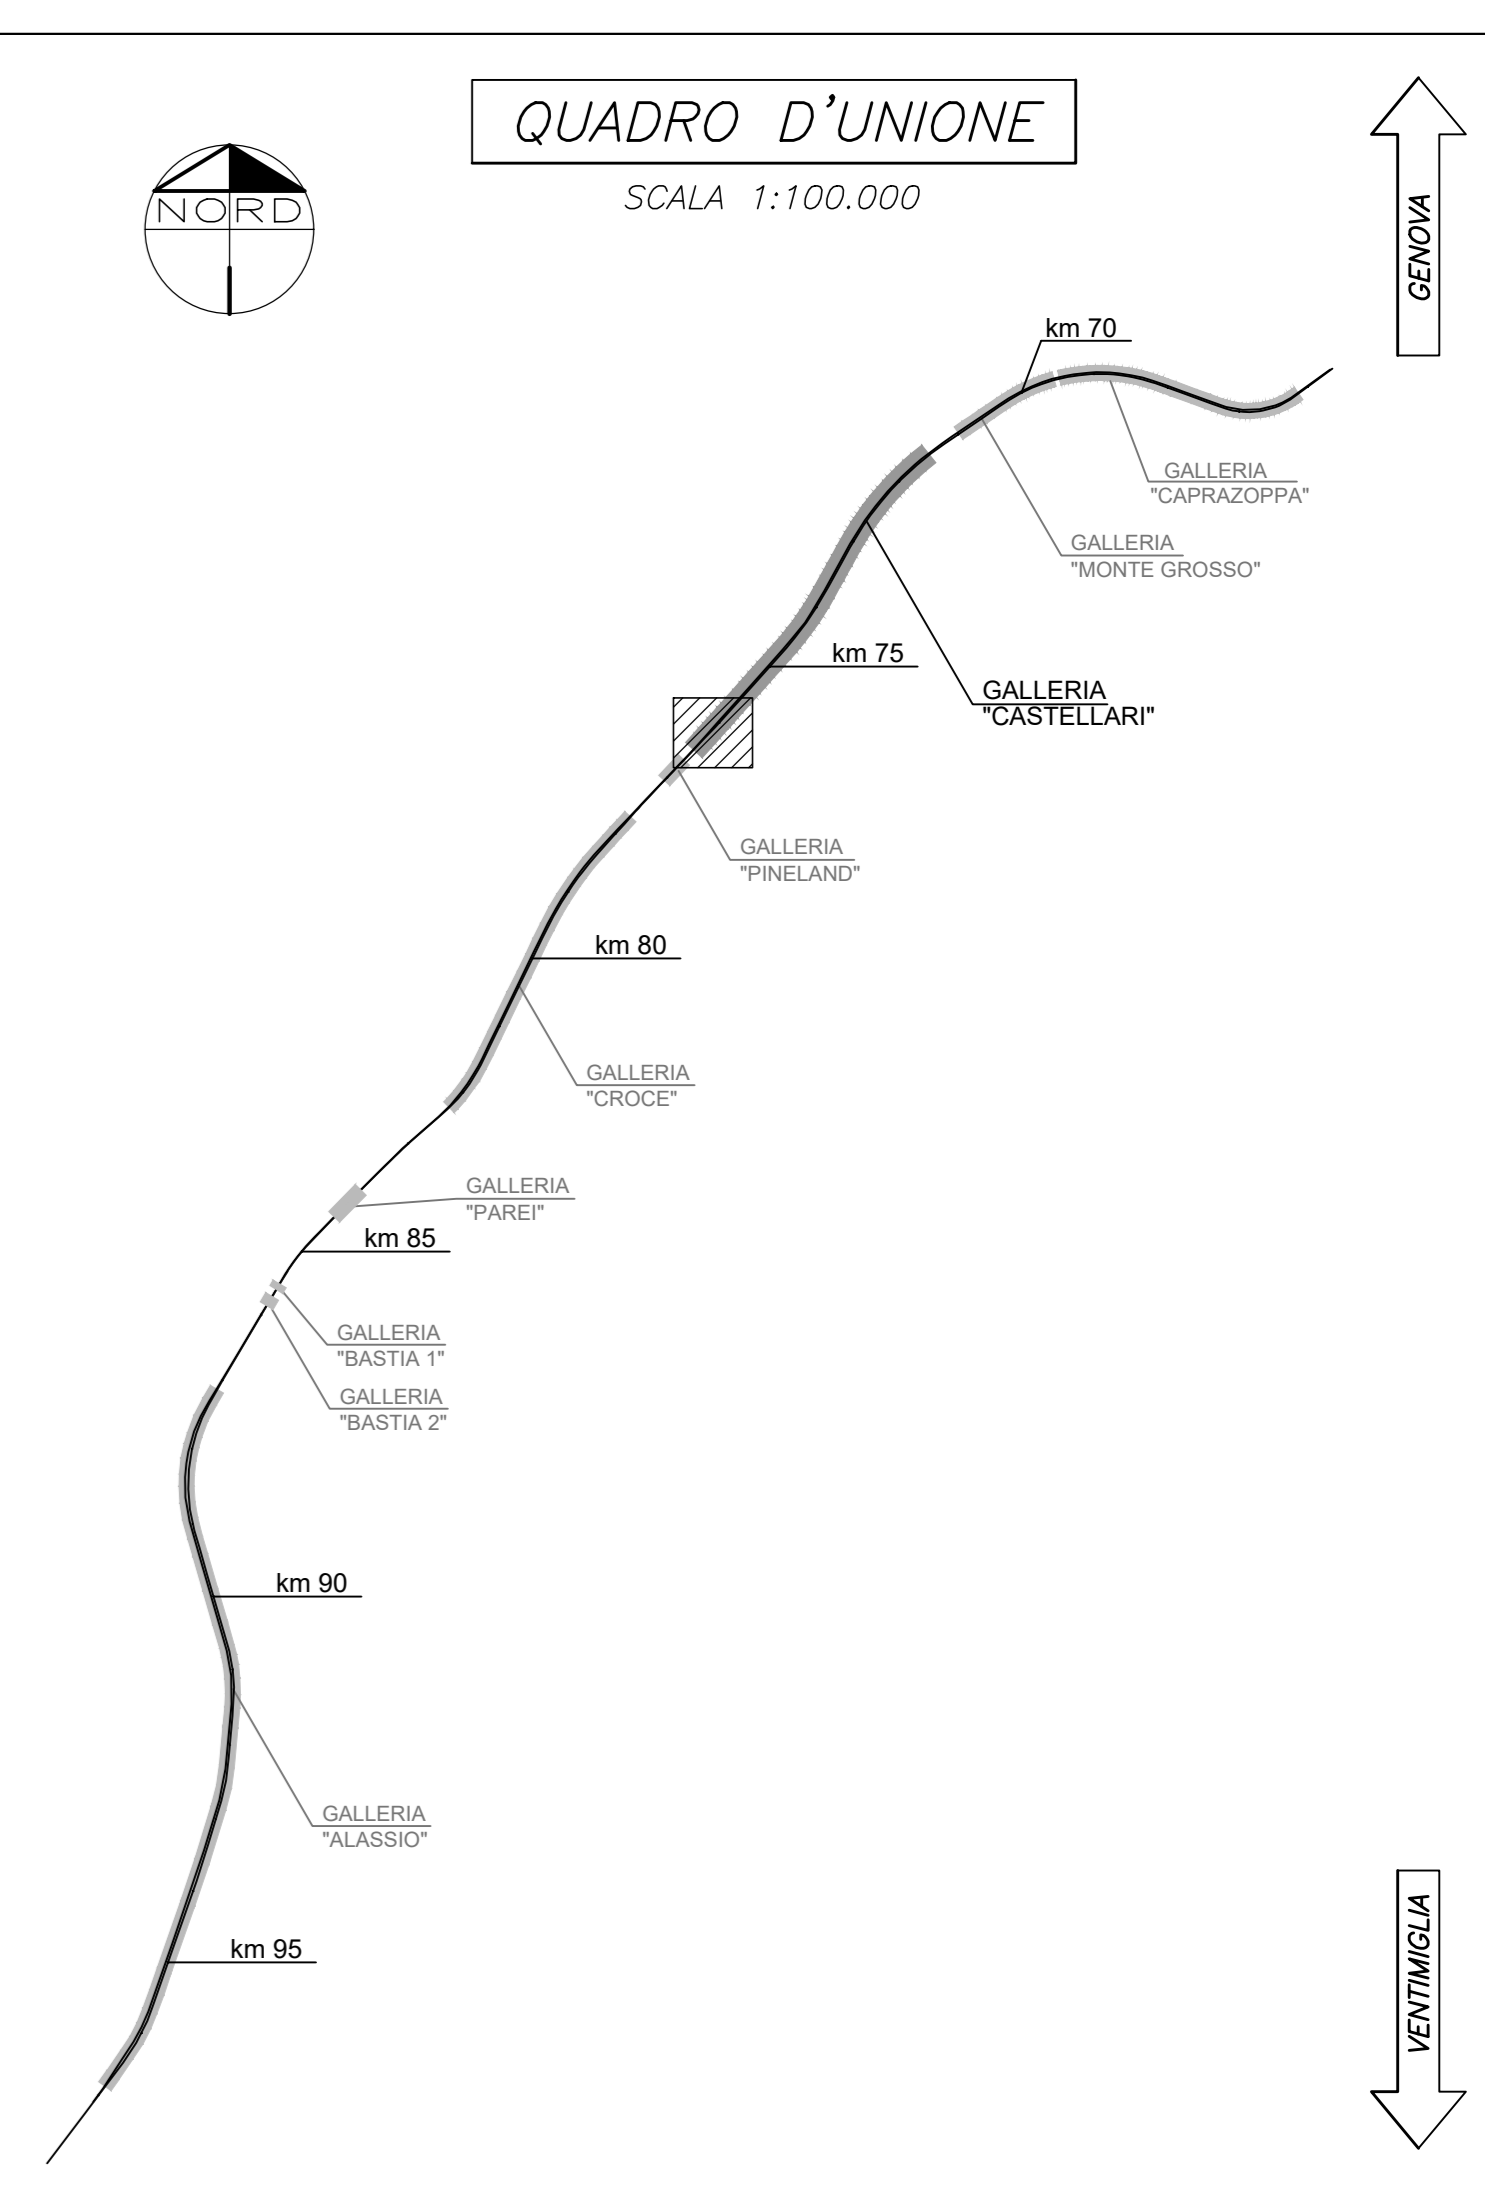 QUADRO D'UNIONE
SCALA 1:100.000
NORD
GENOVA
km 70
GALLERIA
"CAPRAZOPPA"
GALLERIA
"MONTE GROSSO"
km 75
GALLERIA
"CASTELLARI"
GALLERIA
"PINELAND"
km 80
GALLERIA
"CROCE"
GALLERIA
"PAREI"
km 85
GALLERIA
"BASTIA 1"
GALLERIA
"BASTIA 2"
km 90
GALLERIA
"ALASSIO"
km 95
VENTIMIGLIA